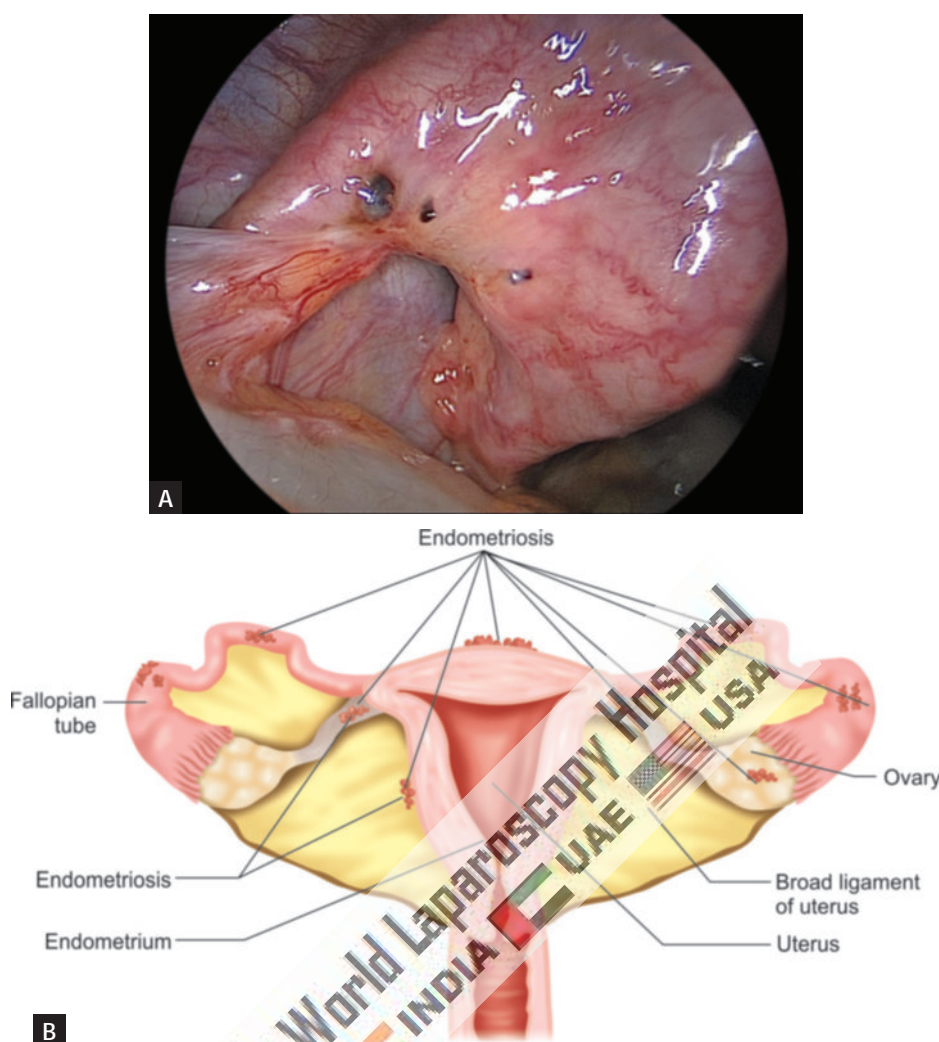 A
Endometriosis
Fallopian
tube
Ovary
Endometriosis
Broad ligament
of uterus
Endometrium
Uterus
World Laparoscopy Hospital
INDIA UAE USA
B